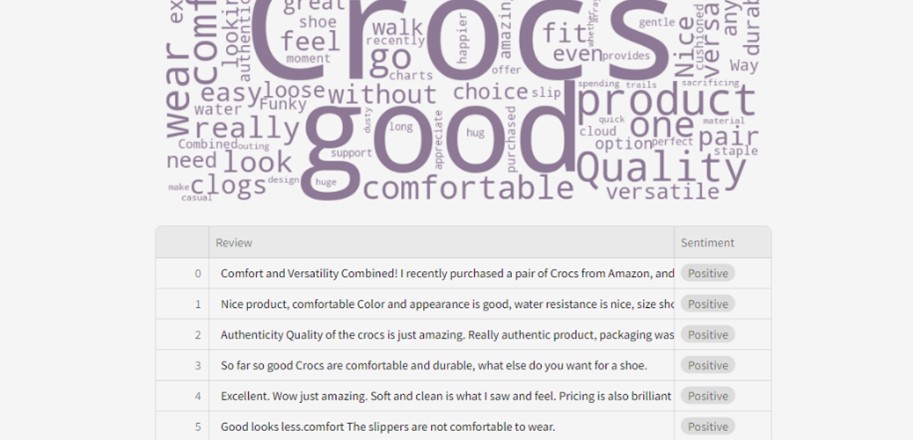 great
Crocs
ex
wear
comf
lookin
authentic
shoe
feel
moment
walk
recently
go
charts
happier
amazing
offer
fit
even
whether
provides
gentle
Nice
cushioned
versa
any
durab
Way
easy
loose
without
choice
slip
spending
trails
sacrificing
product
water
Funky
really
good
dusty
long
appreciate
hug
purchased
quick
cloud
one
material
Combined
outing
support
option
perfect
pair
staple
need
look
Quality
make
clogs
design
huge
comfortable
versatile
casual
Review Sentiment
0 Comfort and Versatility Combined! I recently purchased a pair of Crocs from Amazon, and Positive
1 Nice product, comfortable Color and appearance is good, water resistance is nice, size sho Positive
2 Authenticity Quality of the crocs is just amazing. Really authentic product, packaging was Positive
3 So far so good Crocs are comfortable and durable, what else do you want for a shoe. Positive
4 Excellent. Wow just amazing. Soft and clean is what I saw and feel. Pricing is also brilliant Positive
5 Good looks less.comfort The slippers are not comfortable to wear. Positive